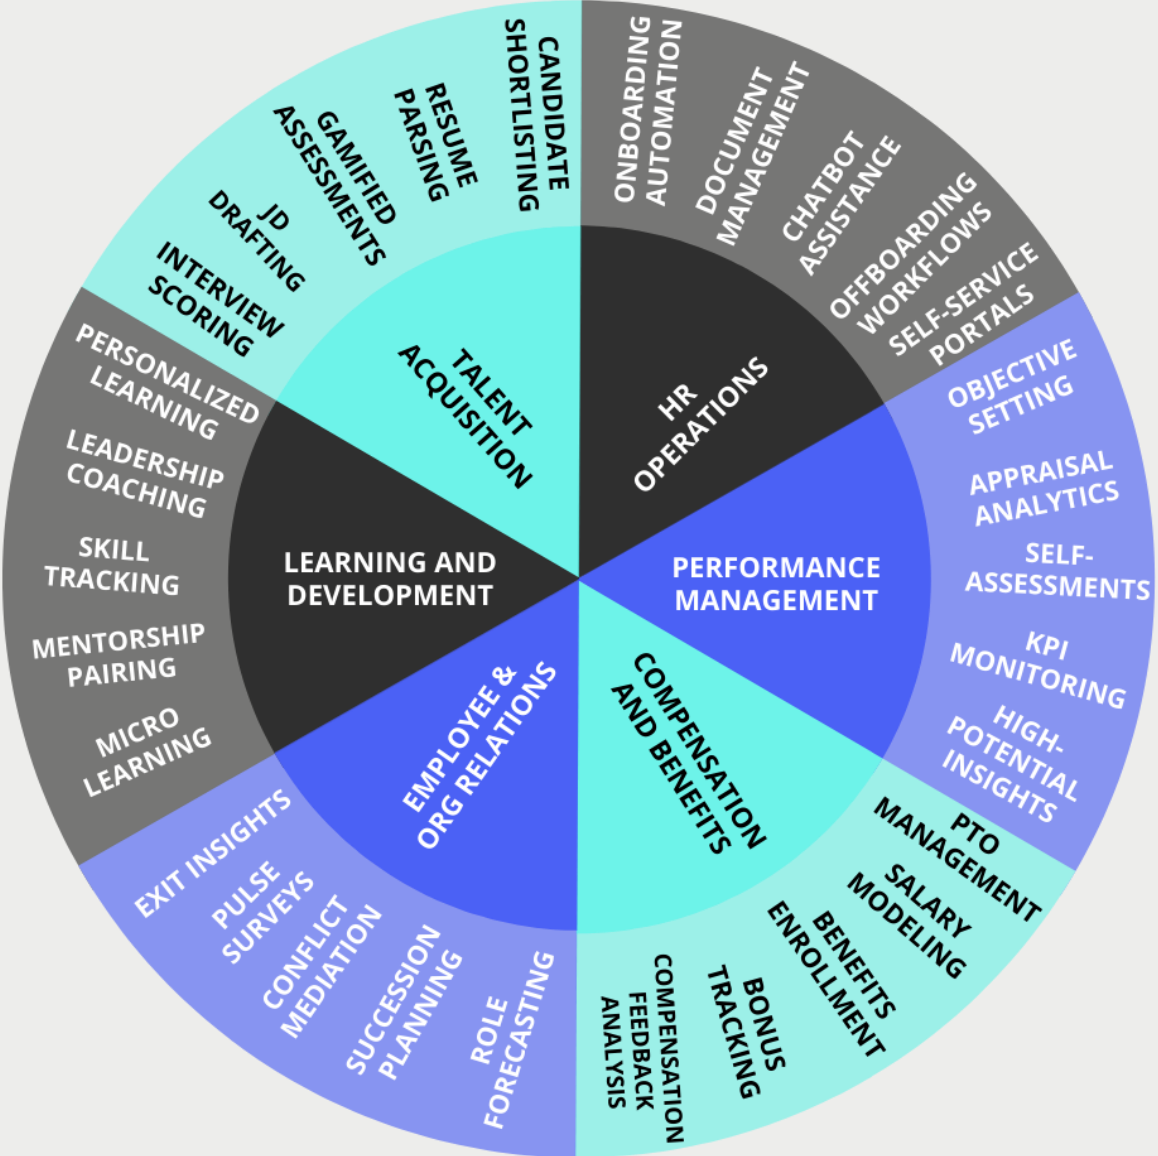 HR
OPERATIONS
ONBOARDING
AUTOMATION
DOCUMENT
MANAGEMENT
CHATBOT
ASSISTANCE
OFFBOARDING
WORKFLOWS
SELF-SERVICE
PORTALS
PERFORMANCE
MANAGEMENT
OBJECTIVE
SETTING
APPRAISAL
ANALYTICS
SELF-
ASSESSMENTS
KPI
MONITORING
HIGH-
POTENTIAL
INSIGHTS
COMPENSATION
AND BENEFITS
PTO
MANAGEMENT
SALARY
MODELING
BENEFITS
ENROLLMENT
BONUS
TRACKING
COMPENSATION
FEEDBACK
ANALYSIS
EMPLOYEE &
ORG RELATIONS
ROLE
FORECASTING
SUCCESSION
PLANNING
CONFLICT
MEDIATION
PULSE
SURVEYS
EXIT INSIGHTS
LEARNING AND
DEVELOPMENT
MICRO
LEARNING
MENTORSHIP
PAIRING
SKILL
TRACKING
LEADERSHIP
COACHING
PERSONALIZED
LEARNING
TALENT
ACQUISITION
INTERVIEW
SCORING
JD
DRAFTING
GAMIFIED
ASSESSMENTS
RESUME
PARSING
CANDIDATE
SHORTLISTING